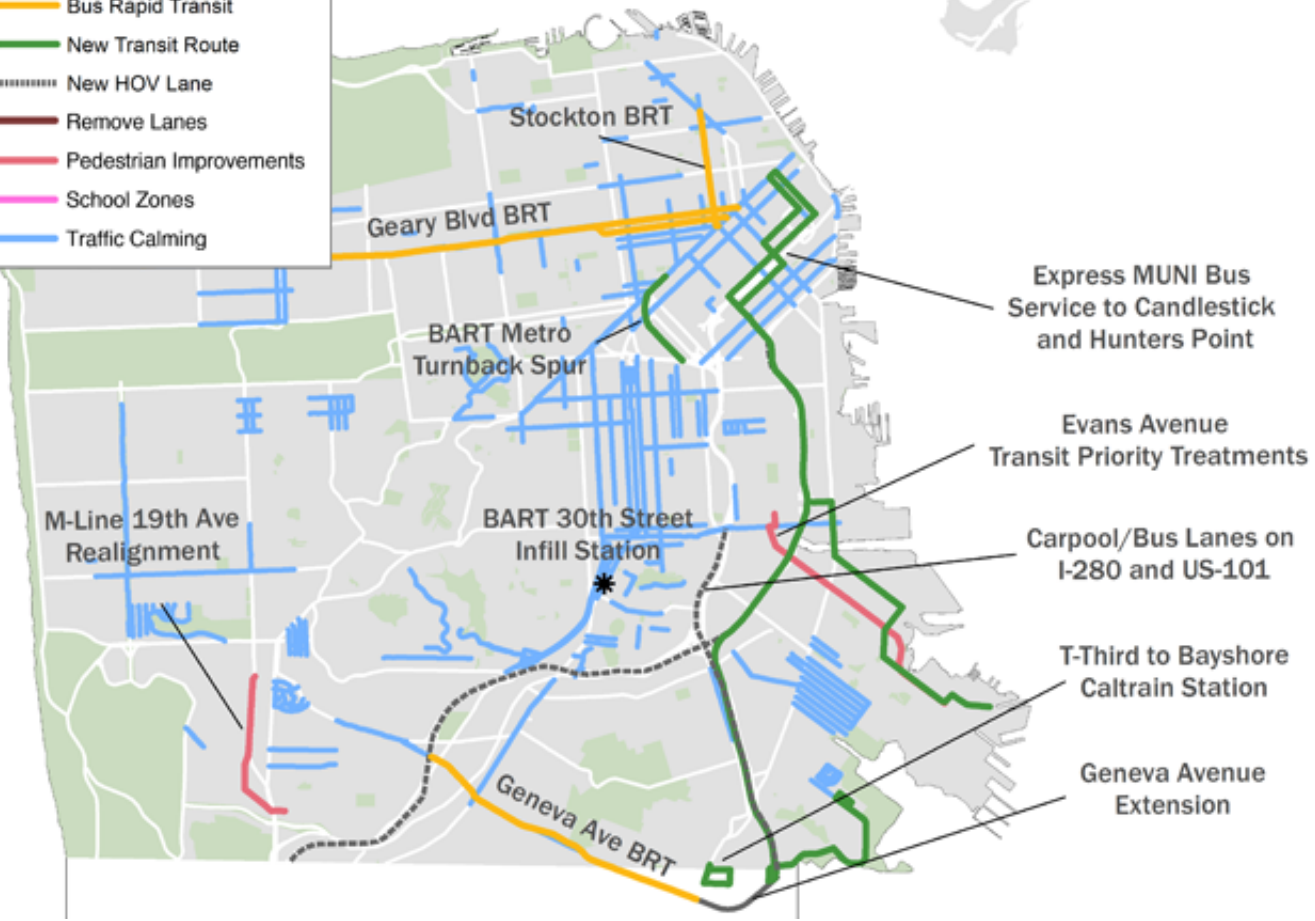 Bus Rapid Transit
New Transit Route
New HOV Lane
Remove Lanes
Pedestrian Improvements
School Zones
Traffic Calming
Stockton BRT
Geary Blvd BRT
Express MUNI Bus
Service to Candlestick
and Hunters Point
BART Metro
Turnback Spur
Evans Avenue
Transit Priority Treatments
M-Line 19th Ave
Realignment
BART 30th Street
Infill Station
Carpool/Bus Lanes on
I-280 and US-101
T-Third to Bayshore
Caltrain Station
Geneva Avenue
Extension
Geneva Ave BRT